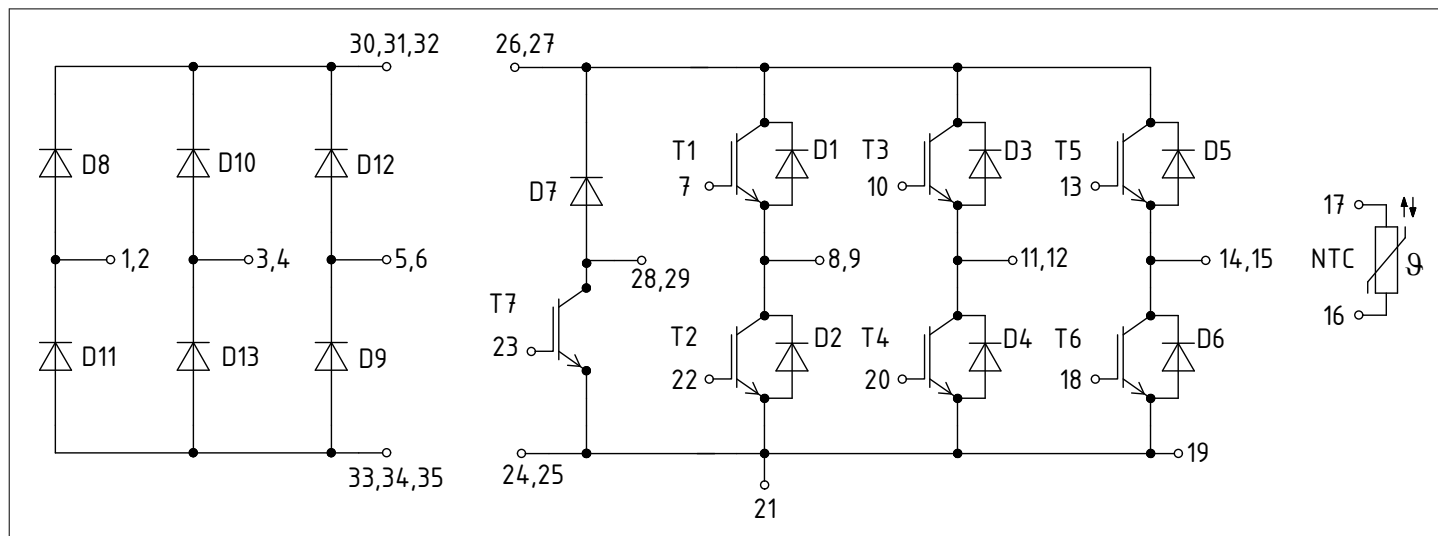 30,31,32
26,27
D8
D10
D12
D7
T1
7
D1
T3
10
D3
T5
13
D5
17
1,2
3,4
5,6
28,29
8,9
11,12
14,15
NTC
ϑ
16
D11
D13
D9
T7
23
T2
22
D2
T4
20
D4
T6
18
D6
33,34,35
24,25
19
21